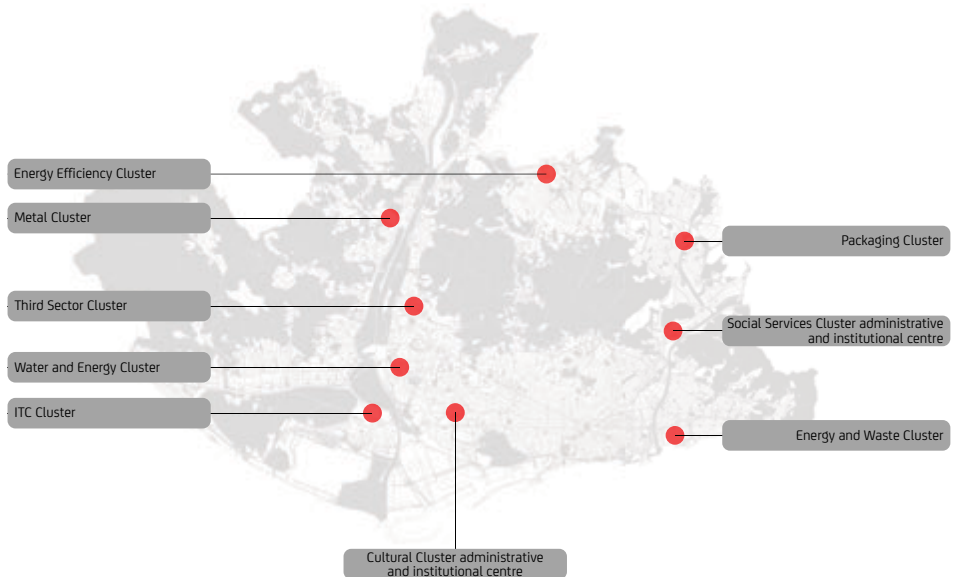 Energy Efficiency Cluster
Metal Cluster
Third Sector Cluster
Water and Energy Cluster
ITC Cluster
Packaging Cluster
Social Services Cluster administrative
and institutional centre
Energy and Waste Cluster
Cultural Cluster administrative
and institutional centre